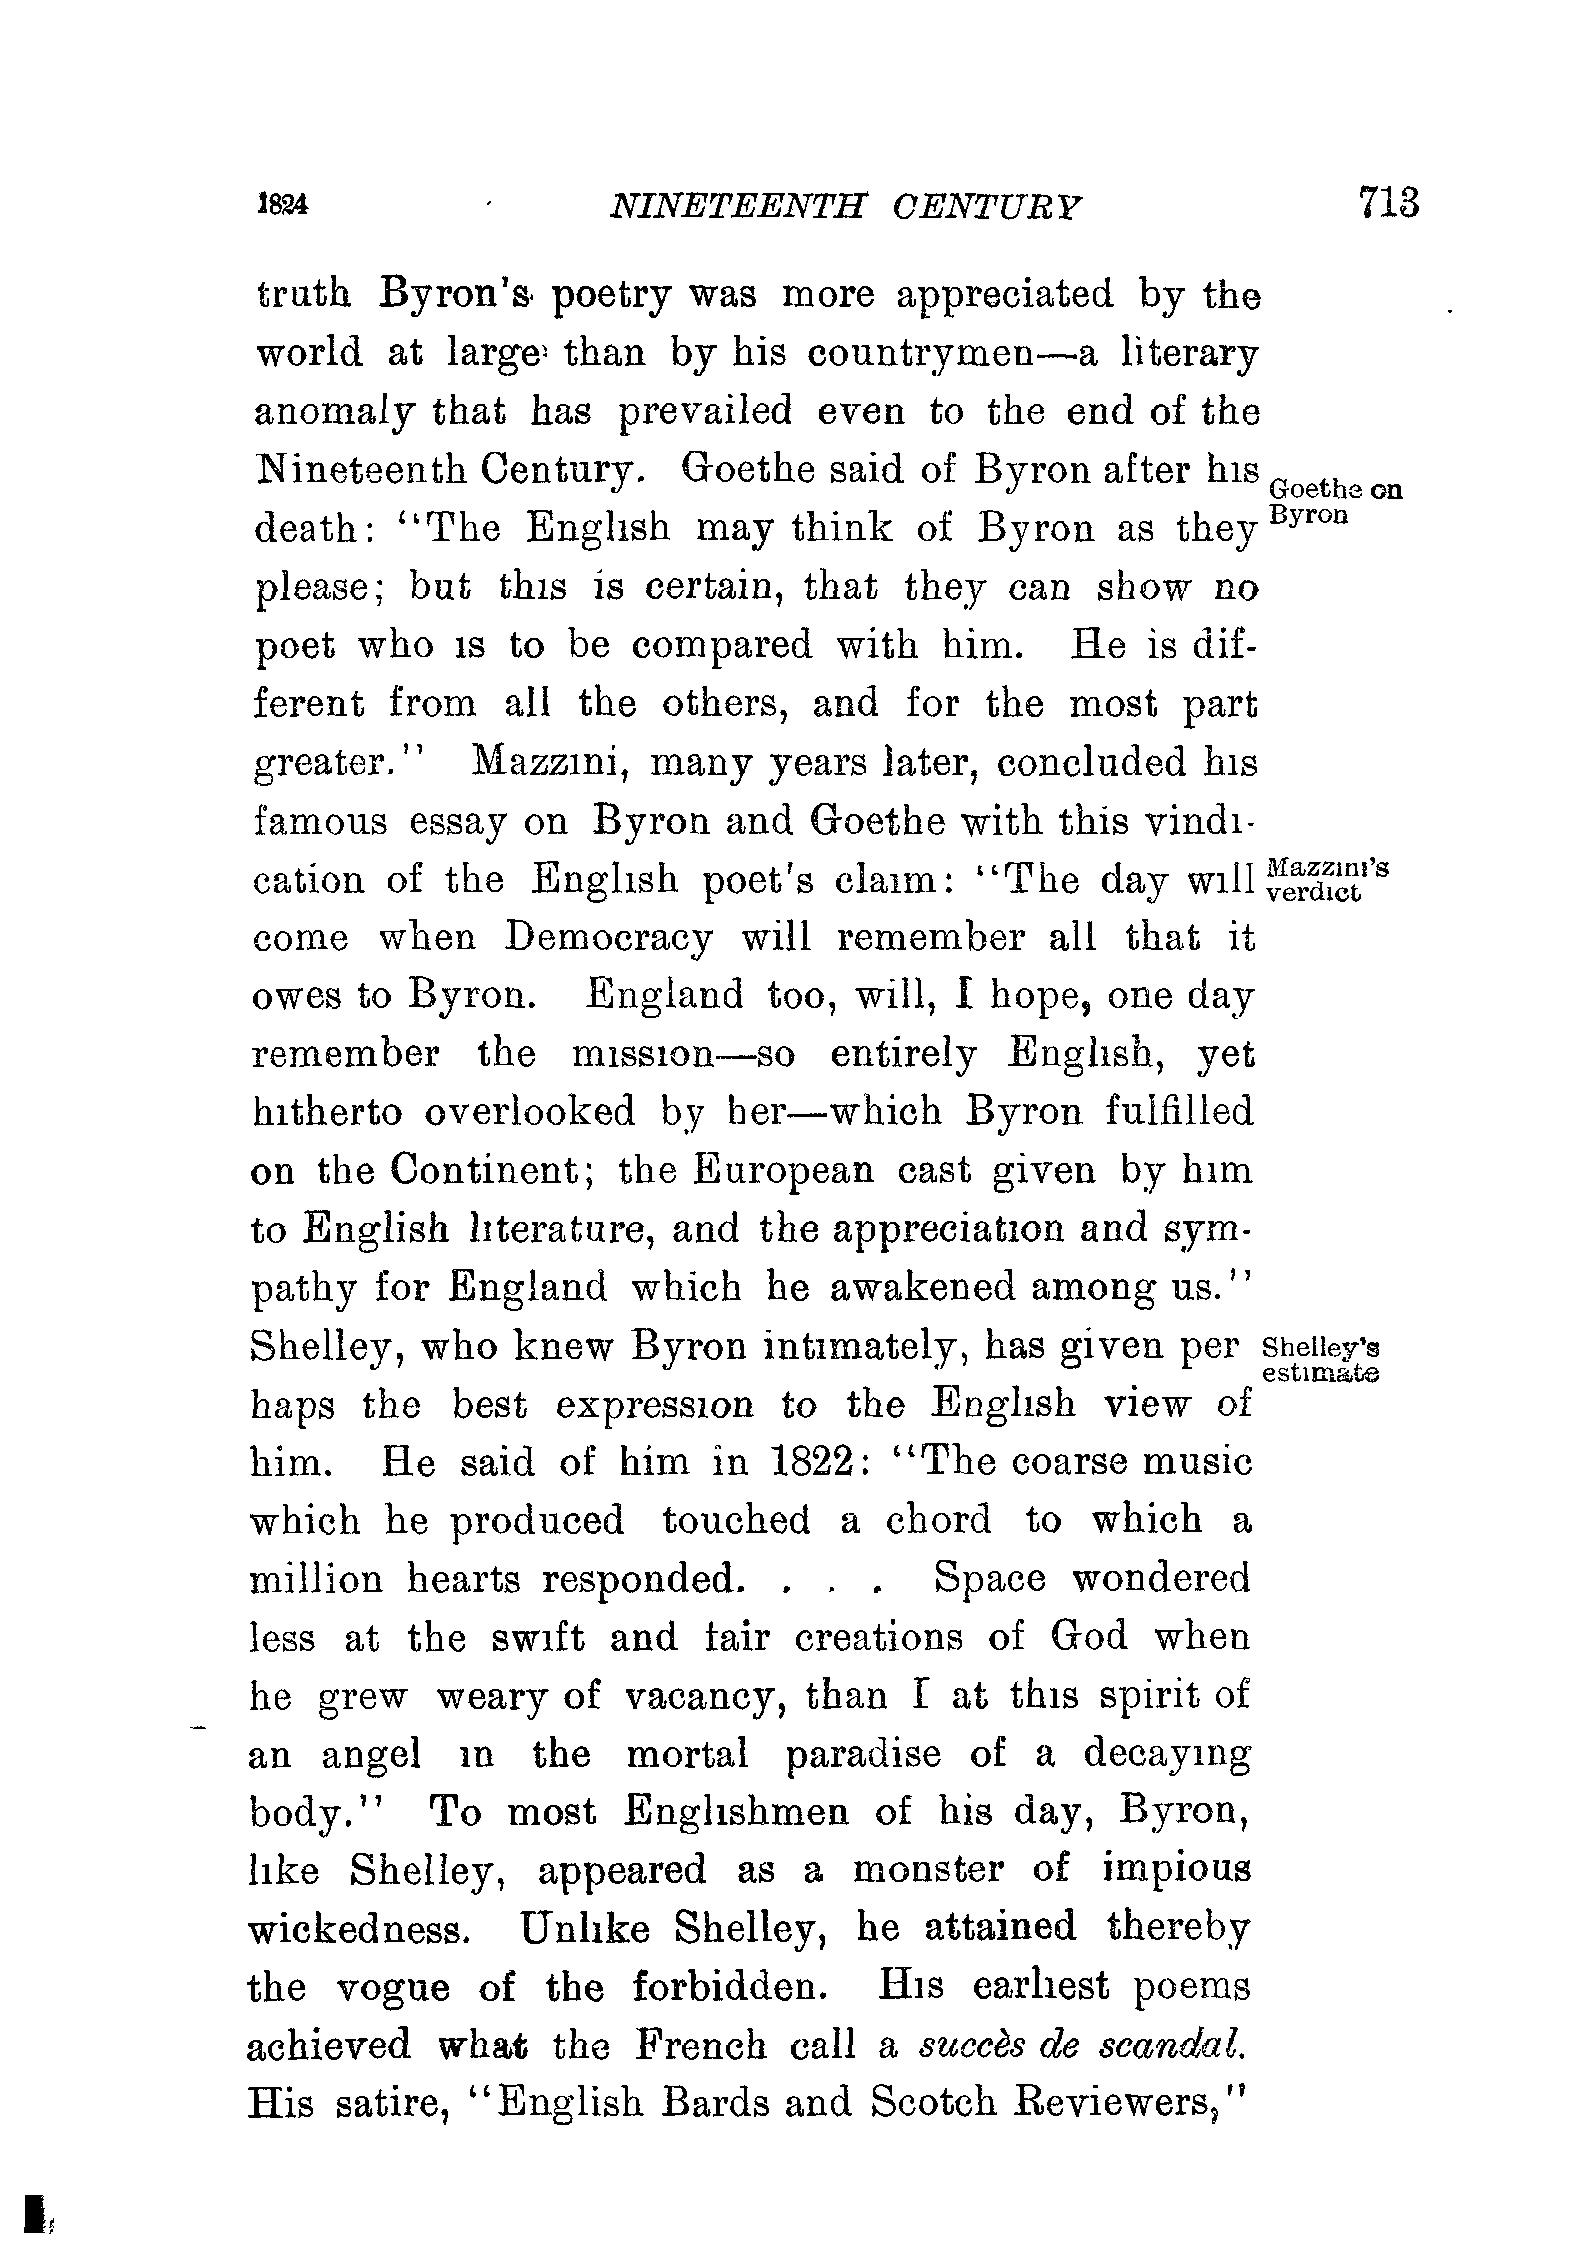 1824 NINETEENTH CENTURY 713
truth Byron's poetry was more appreciated by the
world at large than by his countrymen—a literary
anomaly that has prevailed even to the end of the
Nineteenth Century. Goethe said of Byron after his
Goethe on
Byron
death: "The English may think of Byron as they
please; but this is certain, that they can show no
poet who is to be compared with him. He is dif-
ferent from all the others, and for the most part
greater." Mazzini, many years later, concluded his
famous essay on Byron and Goethe with this vindi-
cation of the English poet's claim: "The day will
Mazzini's
verdict
come when Democracy will remember all that it
owes to Byron. England too, will, I hope, one day
remember the mission—so entirely English, yet
hitherto overlooked by her—which Byron fulfilled
on the Continent; the European cast given by him
to English literature, and the appreciation and sym-
pathy for England which he awakened among us."
Shelley, who knew Byron intimately, has given per
Shelley's
estimate
haps the best expression to the English view of
him. He said of him in 1822: "The coarse music
which he produced touched a chord to which a
million hearts responded. . . . Space wondered
less at the swift and fair creations of God when
he grew weary of vacancy, than I at this spirit of
an angel in the mortal paradise of a decaying
body." To most Englishmen of his day, Byron,
like Shelley, appeared as a monster of impious
wickedness. Unlike Shelley, he attained thereby
the vogue of the forbidden. His earliest poems
achieved what the French call a succès de scandal.
His satire, "English Bards and Scotch Reviewers,"